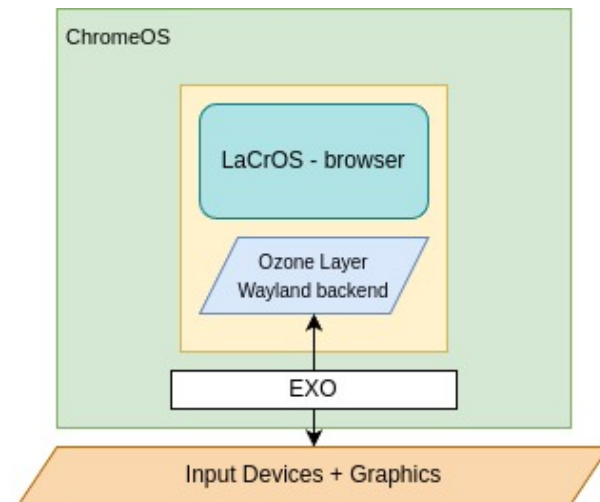 ChromeOS
LaCrOS - browser
Ozone Layer
Wayland backend
EXO
Input Devices + Graphics